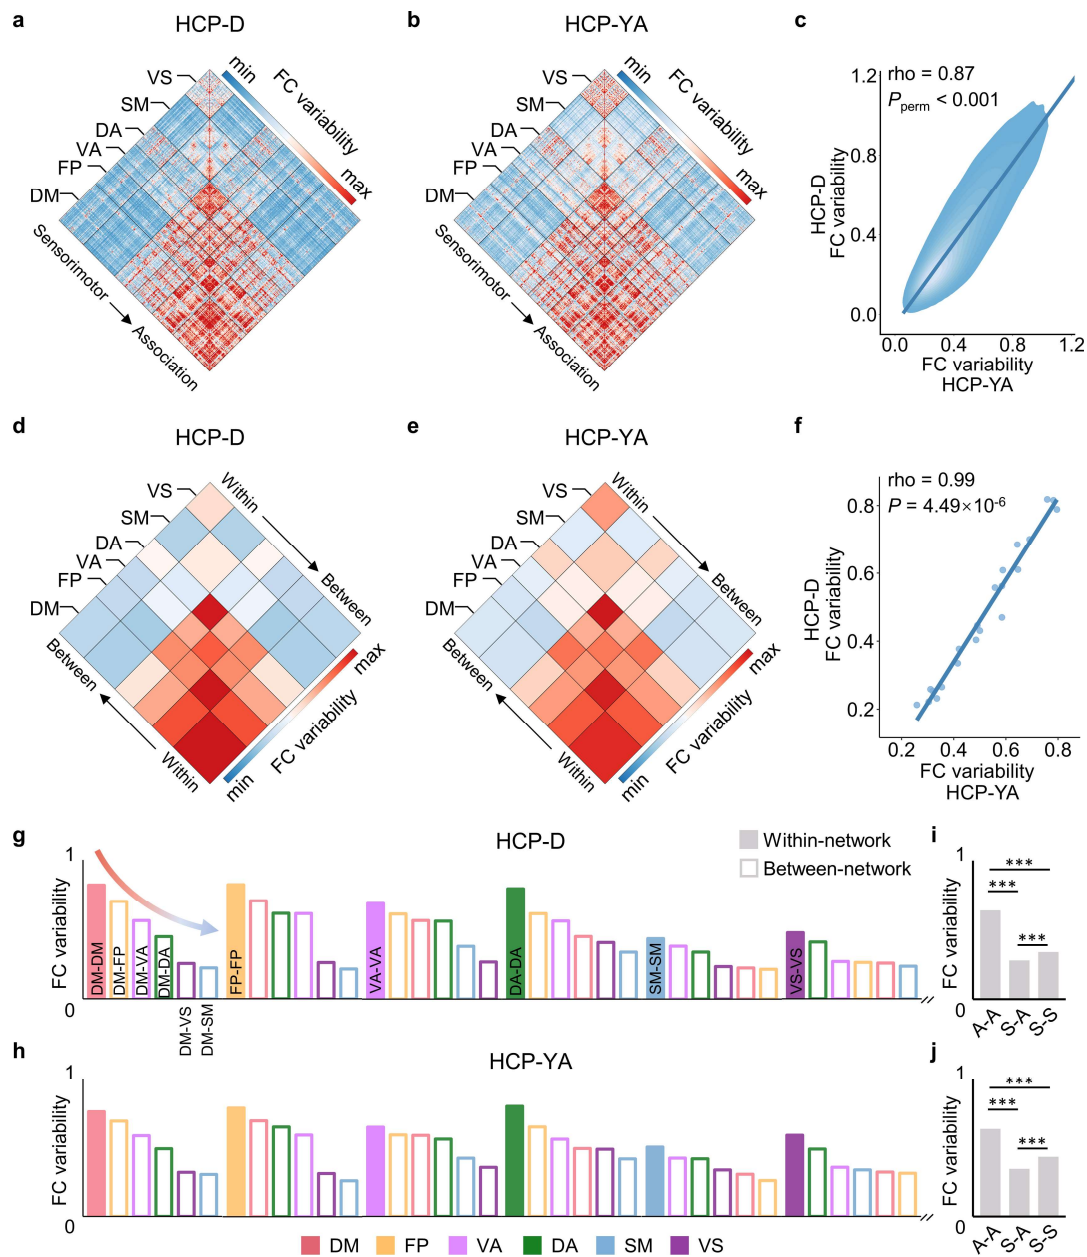 a
HCP-D
VS
SM
DA
VA
FP
DM
min
FC variability
max
Sensorimotor
Association
b
HCP-YA
VS
SM
DA
VA
FP
DM
min
FC variability
max
Sensorimotor
Association
c
rho = 0.87
Pperm < 0.001
1.2
0.8
0.4
0.0
HCP-D
FC variability
0.0 0.4 0.8 1.2
FC variability
HCP-YA
d
HCP-D
VS
SM
DA
VA
FP
DM
Within
Between
Between
Within
min
FC variability
max
e
HCP-YA
VS
SM
DA
VA
FP
DM
Within
Between
Between
Within
min
FC variability
max
f
rho = 0.99
P = 4.49×10-6
0.8
0.6
0.4
0.2
HCP-D
FC variability
0.2 0.4 0.6 0.8
FC variability
HCP-YA
g
HCP-D
Within-network
Between-network
1
FC variability
0
DM-DM
DM-FP
DM-VA
DM-DA
DM-VS
DM-SM
FP-FP
VA-VA
DA-DA
SM-SM
VS-VS
i
1
FC variability
0
***
***
***
A-A
S-A
S-S
h
HCP-YA
1
FC variability
0
j
1
FC variability
0
***
***
***
A-A
S-A
S-S
DM FP VA DA SM VS